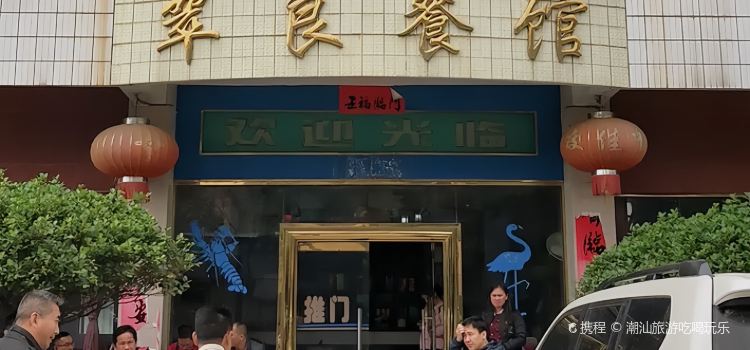 聚良餐馆
五福临门
欢迎光临
推门
携程 © 潮汕旅游吃喝玩乐